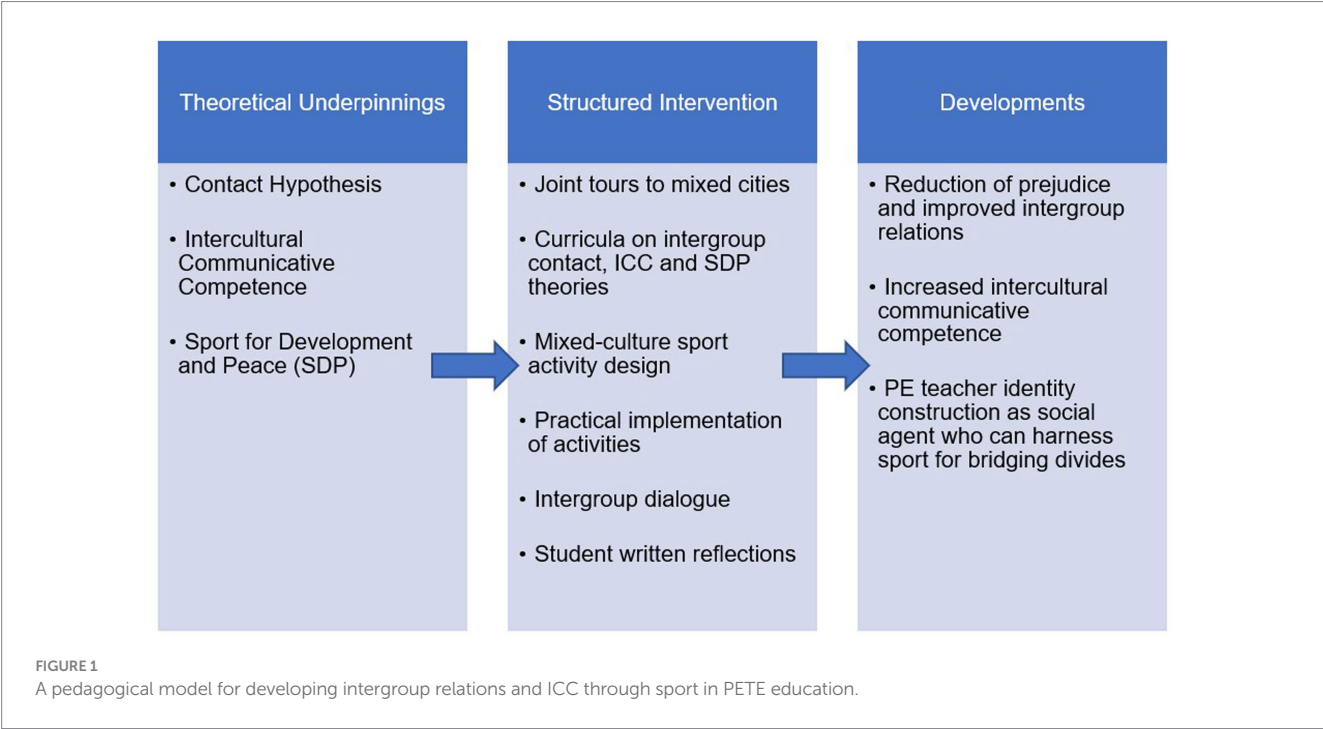 Theoretical Underpinnings
• Contact Hypothesis
• Intercultural
Communicative
Competence
• Sport for Development
and Peace (SDP)
Structured Intervention
• Joint tours to mixed cities
• Curricula on intergroup
contact, ICC and SDP
theories
• Mixed-culture sport
activity design
• Practical implementation
of activities
• Intergroup dialogue
• Student written reflections
Developments
• Reduction of prejudice
and improved intergroup
relations
• Increased intercultural
communicative
competence
• PE teacher identity
construction as social
agent who can harness
sport for bridging divides
FIGURE 1
A pedagogical model for developing intergroup relations and ICC through sport in PETE education.